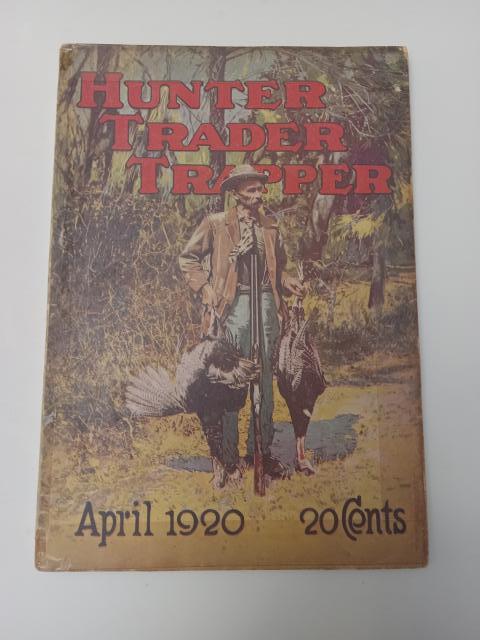 HUNTER
TRADER
TRAPPER
April 1920 20 Cents